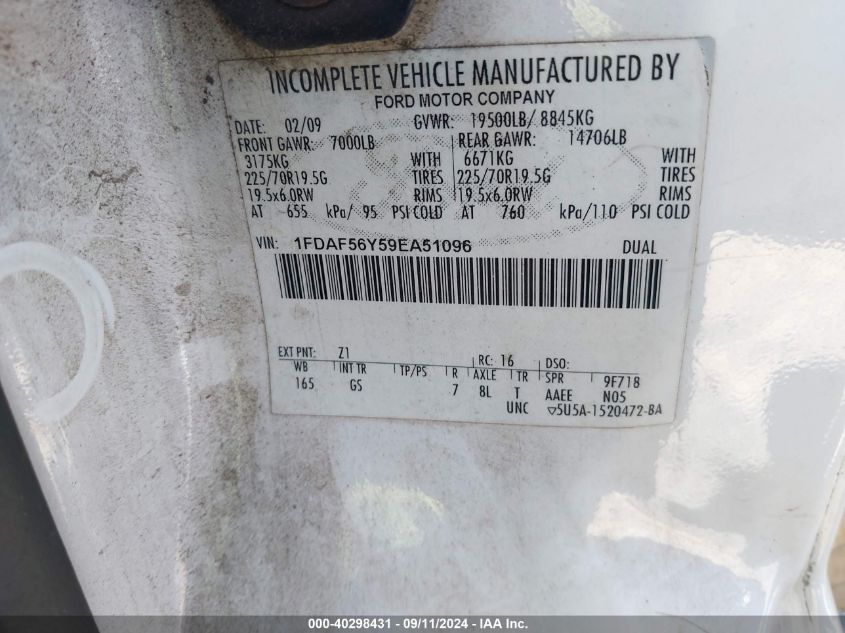 INCOMPLETE VEHICLE MANUFACTURED BY
FORD MOTOR COMPANY
DATE: 02/09 GVWR: 19500LB/ 8845KG
FRONT GAWR: 7000LB REAR GAWR: 14706LB
3175KG WITH 6671KG WITH
225/70R19.5G TIRES 225/70R19.5G TIRES
19.5x6.0RW RIMS 19.5x6.0RW RIMS
AT 655 kPa/ 95 PSI COLD AT 760 kPa/110 PSI COLD
VIN: 1FDAF56Y59EA51096 DUAL
EXT PNT: Z1 RC: 16 DSO:
WB INT TR TP/PS R AXLE TR SPR 9F718
165 GS 7 8L T AAEE N05
UNC ▽5U5A-1520472-BA
000-40298431 - 09/11/2024 - IAA, Inc.